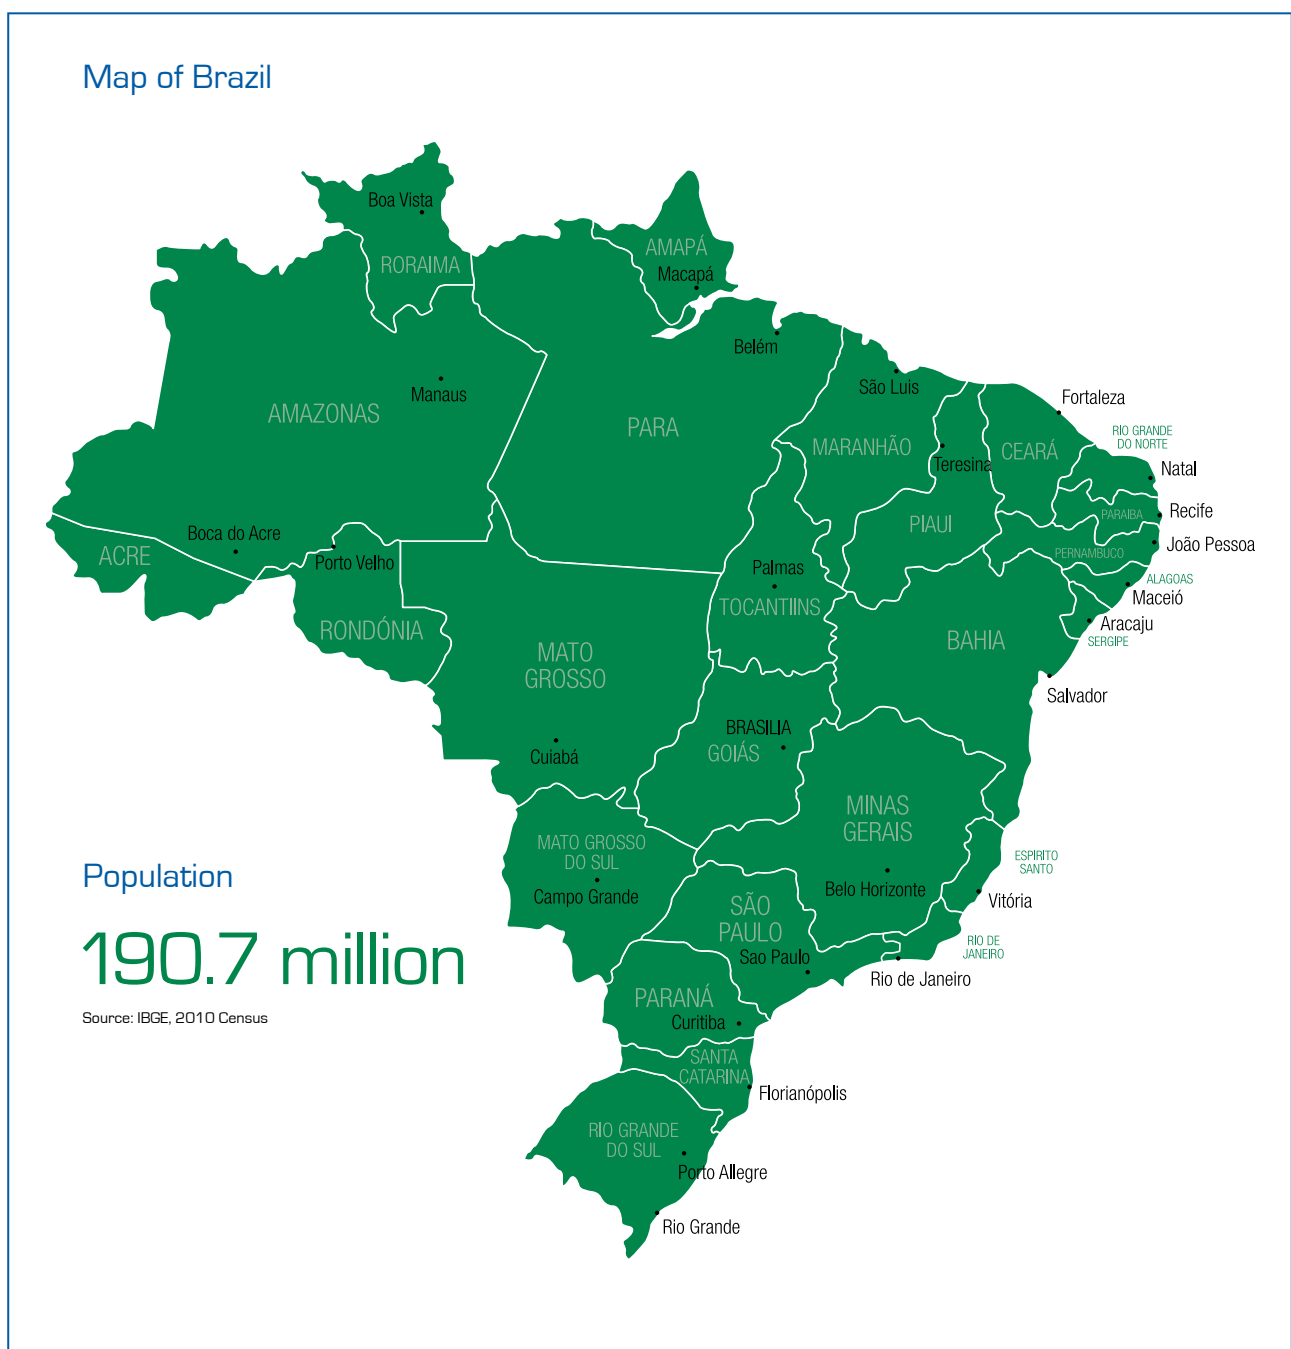 Map of Brazil
Boa Vista
RORAIMA
AMAPÁ
Macapá
Belém
São Luis
Manaus
AMAZONAS
PARA
MARANHÃO
Teresina
CEARÁ
Fortaleza
RIO GRANDE
DO NORTE
Natal
PARAIBA
Recife
PIAUI
João Pessoa
PERNAMBUCO
Boca do Acre
ACRE
Porto Velho
Palmas
TOCANTIINS
ALAGOAS
Maceió
Aracaju
SERGIPE
RONDÓNIA
MATO
GROSSO
BAHIA
Salvador
BRASILIA
GOIÁS
Cuiabá
MINAS
GERAIS
MATO GROSSO
DO SUL
Campo Grande
Belo Horizonte
ESPIRITO
SANTO
Vitória
SÃO
PAULO
Sao Paulo
RIO DE
JANEIRO
Rio de Janeiro
PARANÁ
Curitiba
SANTA
CATARINA
Florianópolis
RIO GRANDE
DO SUL
Porto Allegre
Rio Grande
Population
190.7 million
Source: IBGE, 2010 Census